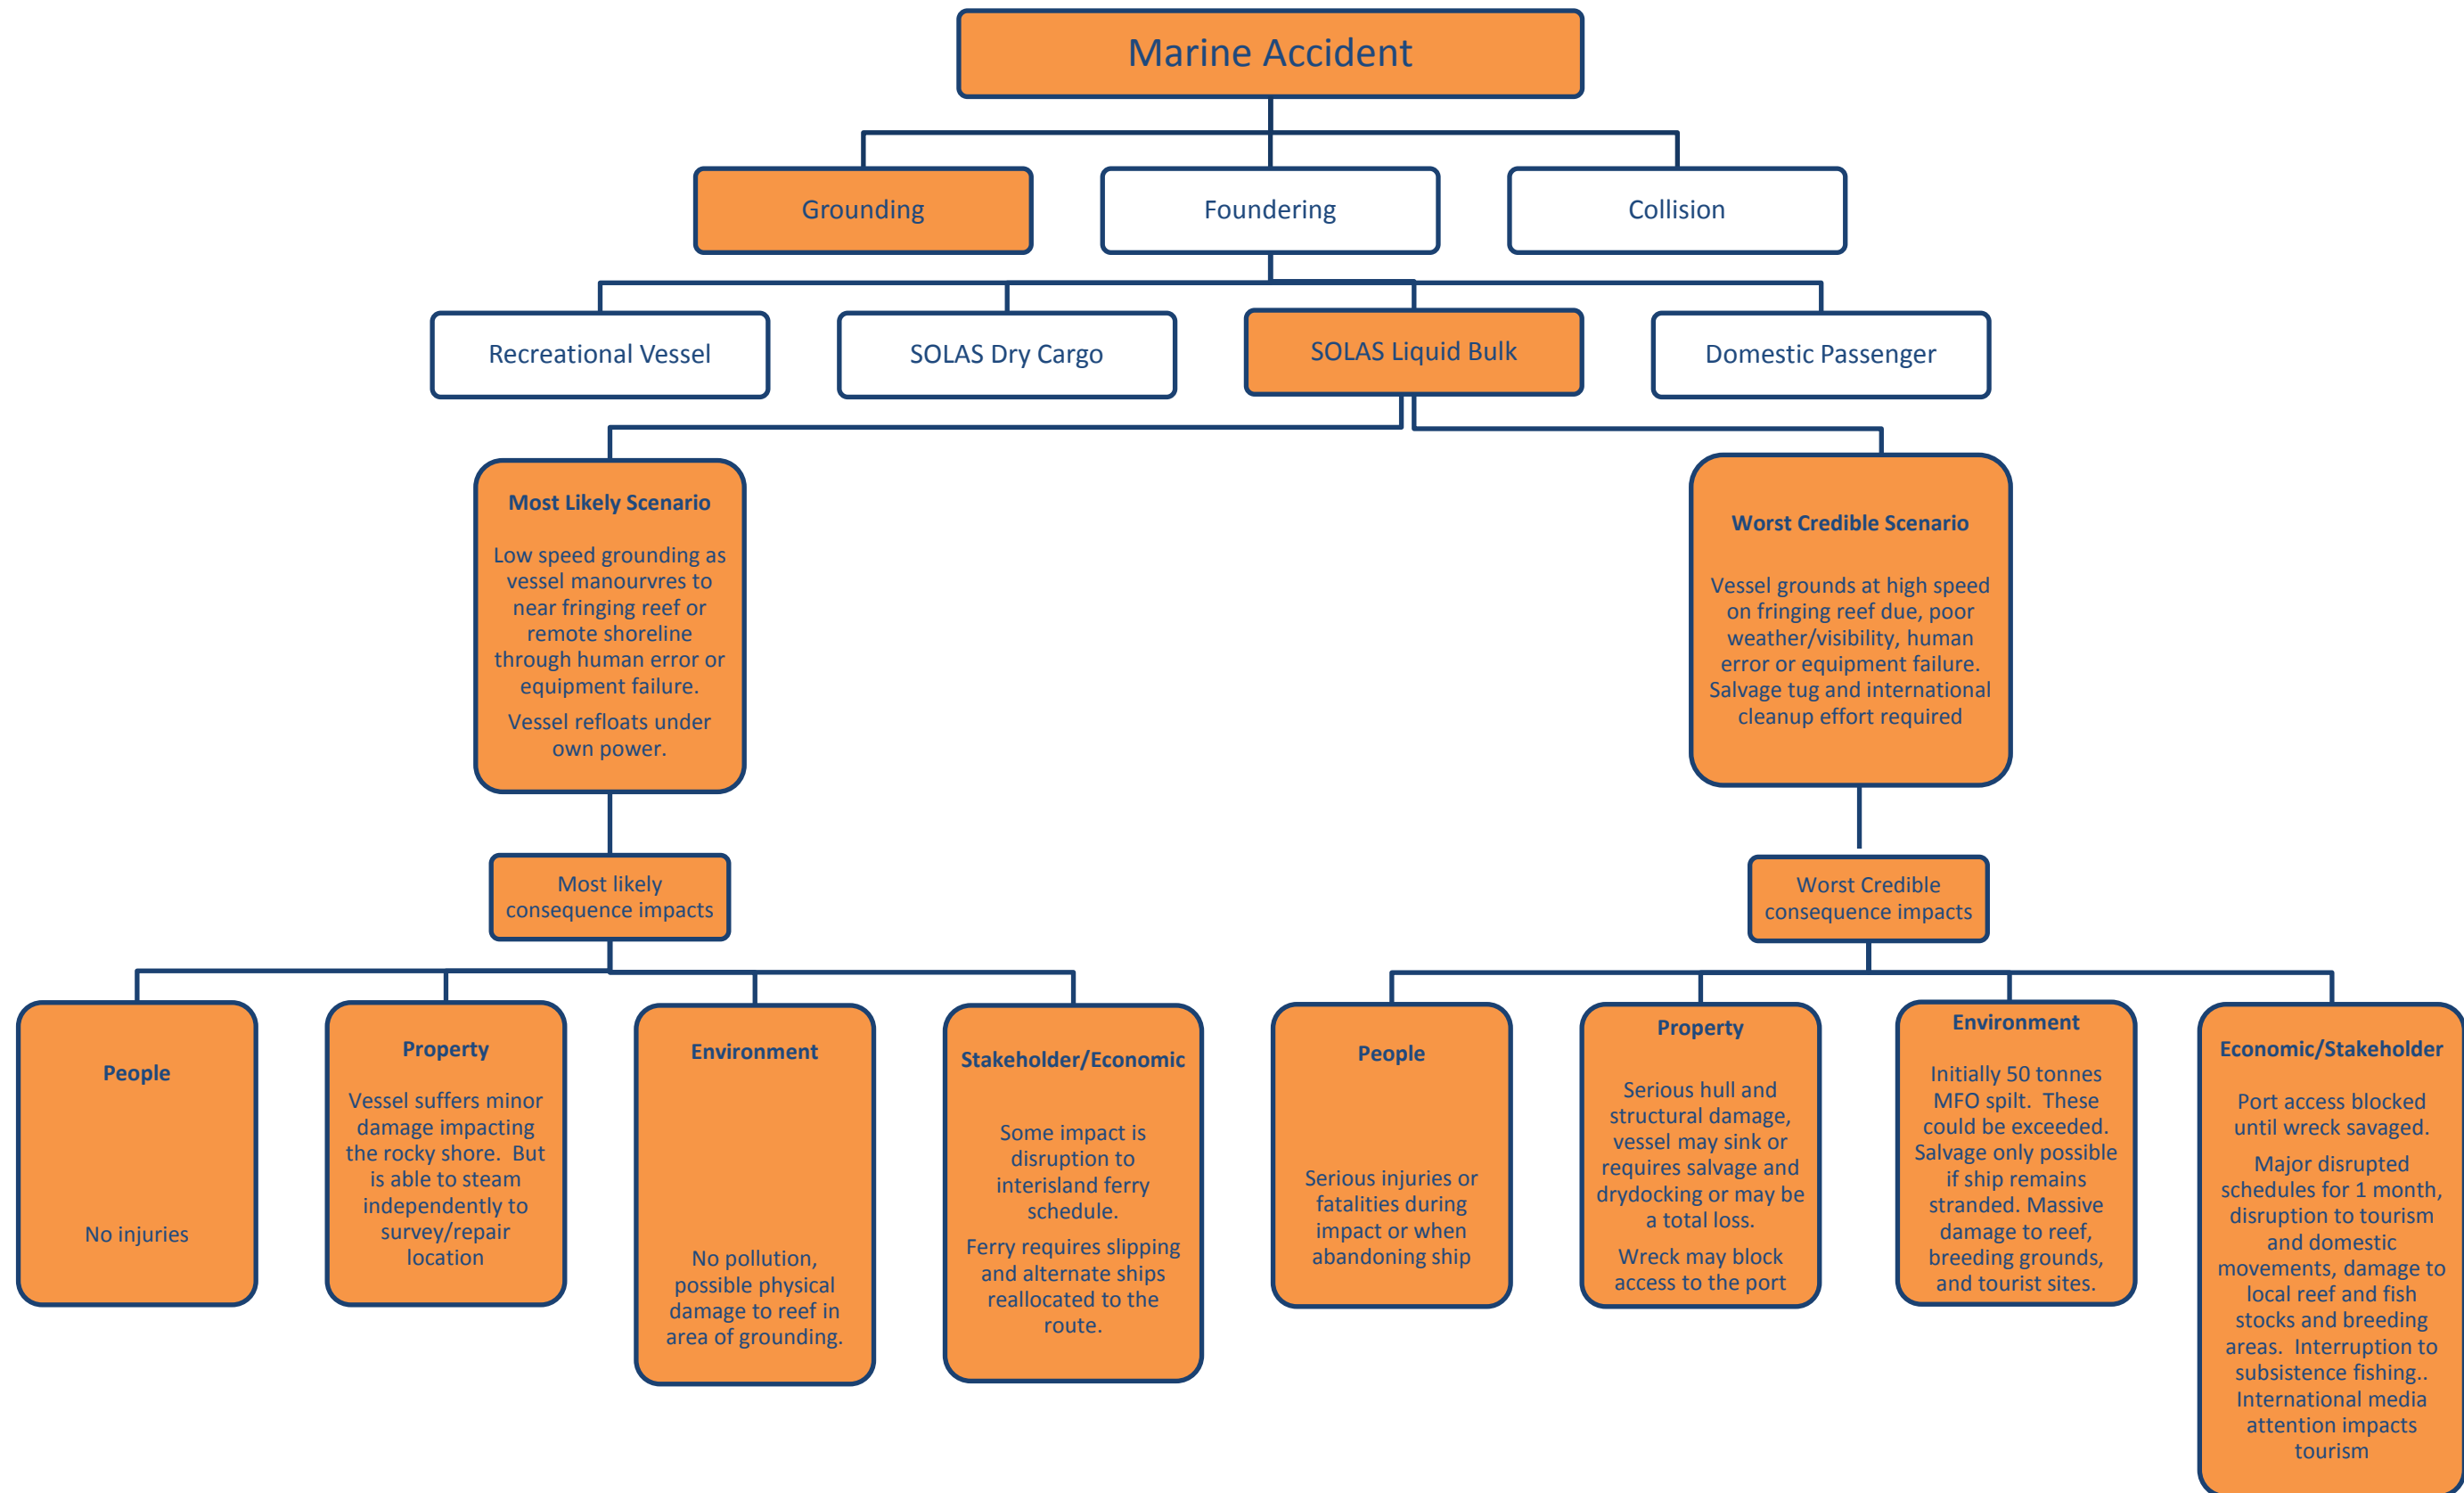 Marine Accident
Grounding
Foundering
Collision
Recreational Vessel
SOLAS Dry Cargo
SOLAS Liquid Bulk
Domestic Passenger
Most Likely Scenario
Low speed grounding as
vessel manourvres to
near fringing reef or
remote shoreline
through human error or
equipment failure.
Vessel refloats under
own power.
Worst Credible Scenario
Vessel grounds at high speed
on fringing reef due, poor
weather/visibility, human
error or equipment failure.
Salvage tug and international
cleanup effort required
Most likely
consequence impacts
Worst Credible
consequence impacts
People
No injuries
Property
Vessel suffers minor
damage impacting
the rocky shore.  But
is able to steam
independently to
survey/repair
location
Environment
No pollution,
possible physical
damage to reef in
area of grounding.
Stakeholder/Economic
Some impact is
disruption to
interisland ferry
schedule.
Ferry requires slipping
and alternate ships
reallocated to the
route.
People
Serious injuries or
fatalities during
impact or when
abandoning ship
Property
Serious hull and
structural damage,
vessel may sink or
requires salvage and
drydocking or may be
a total loss.
Wreck may block
access to the port
Environment
Initially 50 tonnes
MFO spilt.  These
could be exceeded.
Salvage only possible
if ship remains
stranded. Massive
damage to reef,
breeding grounds,
and tourist sites.
Economic/Stakeholder
Port access blocked
until wreck savaged.
Major disrupted
schedules for 1 month,
disruption to tourism
and domestic
movements, damage to
local reef and fish
stocks and breeding
areas.  Interruption to
subsistence fishing..
International media
attention impacts
tourism